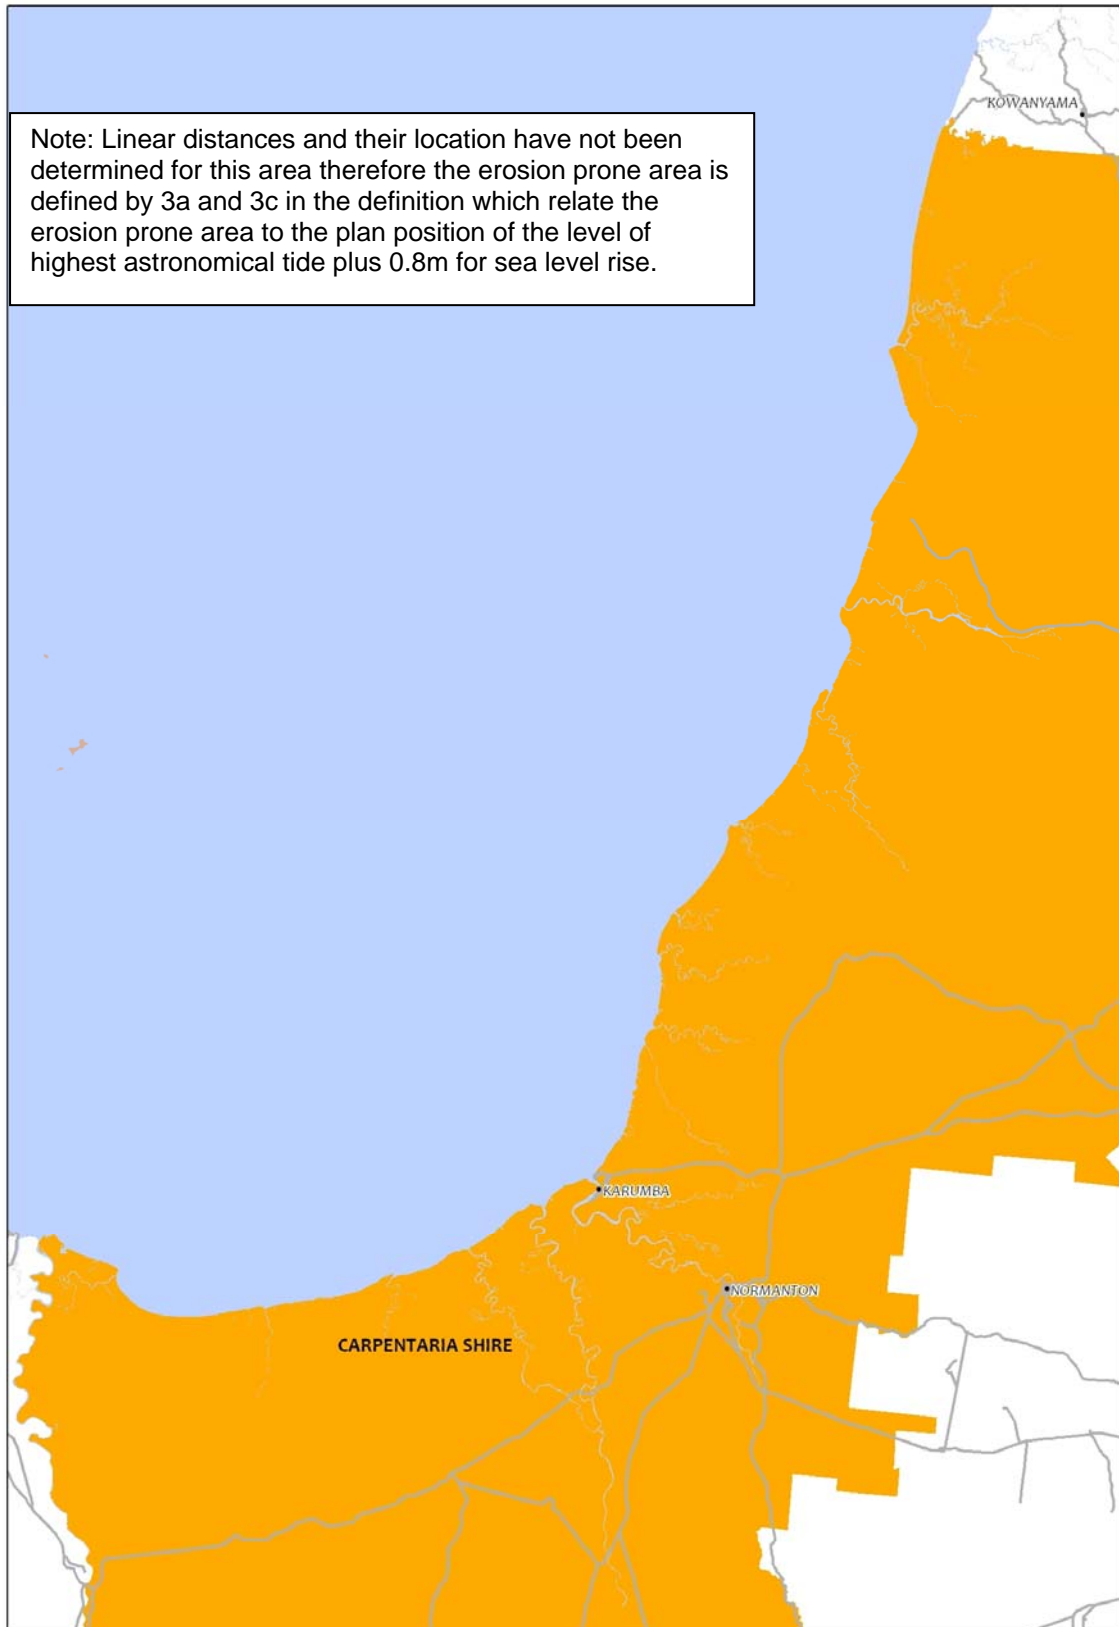 KOWANYAMA
Note: Linear distances and their location have not been
determined for this area therefore the erosion prone area is
defined by 3a and 3c in the definition which relate the
erosion prone area to the plan position of the level of
highest astronomical tide plus 0.8m for sea level rise.
KARUMBA
NORMANTON
CARPENTARIA SHIRE